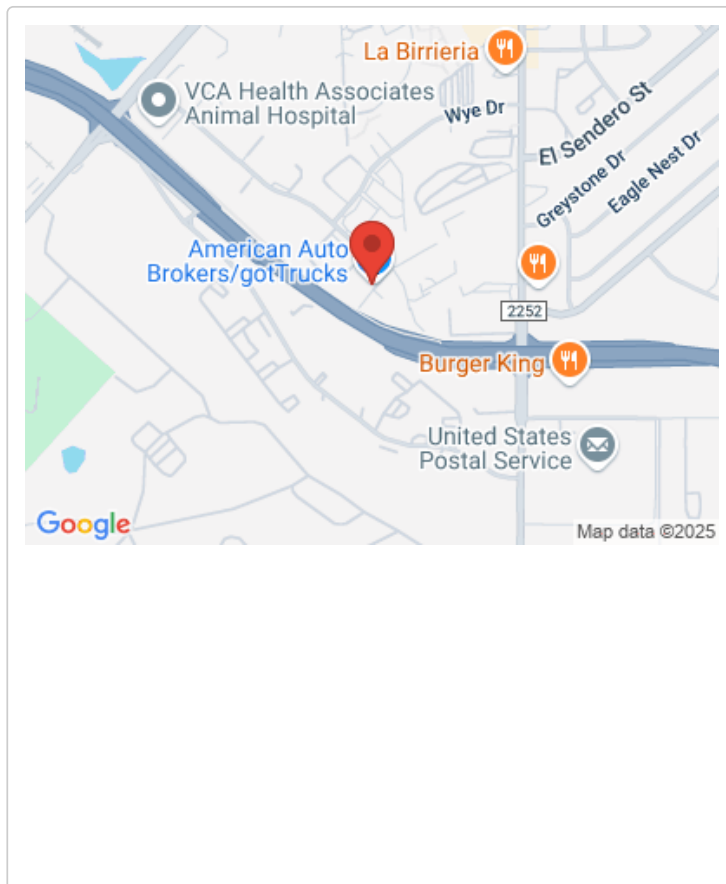 La Birrieria
VCA Health Associates
Animal Hospital
Wye Dr
El Sendero St
Greystone Dr
Eagle Nest Dr
American Auto
Brokers/gotTrucks
2252
Burger King
United States
Postal Service
Google
Map data ©2025